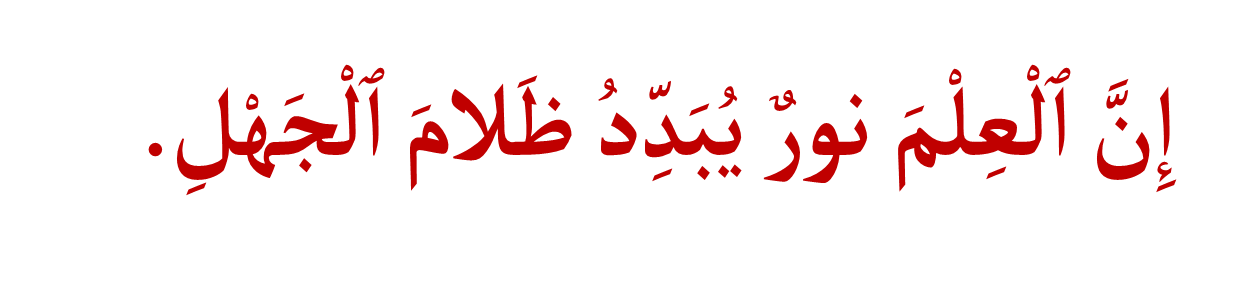 إِنَّ ٱلْعِلْمَ نورٌ يُبَدِّدُ ظَلامَ ٱلْجَهْلِ.